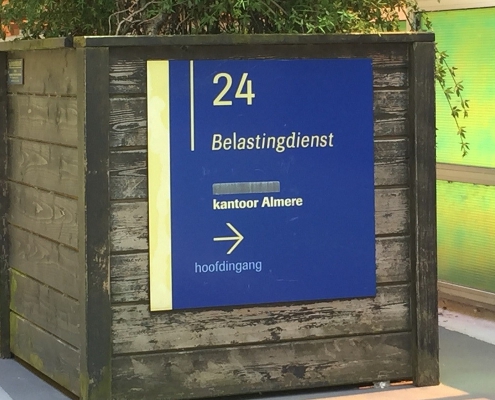 24
Belastingdienst
kantoor Almere
hoofdingang